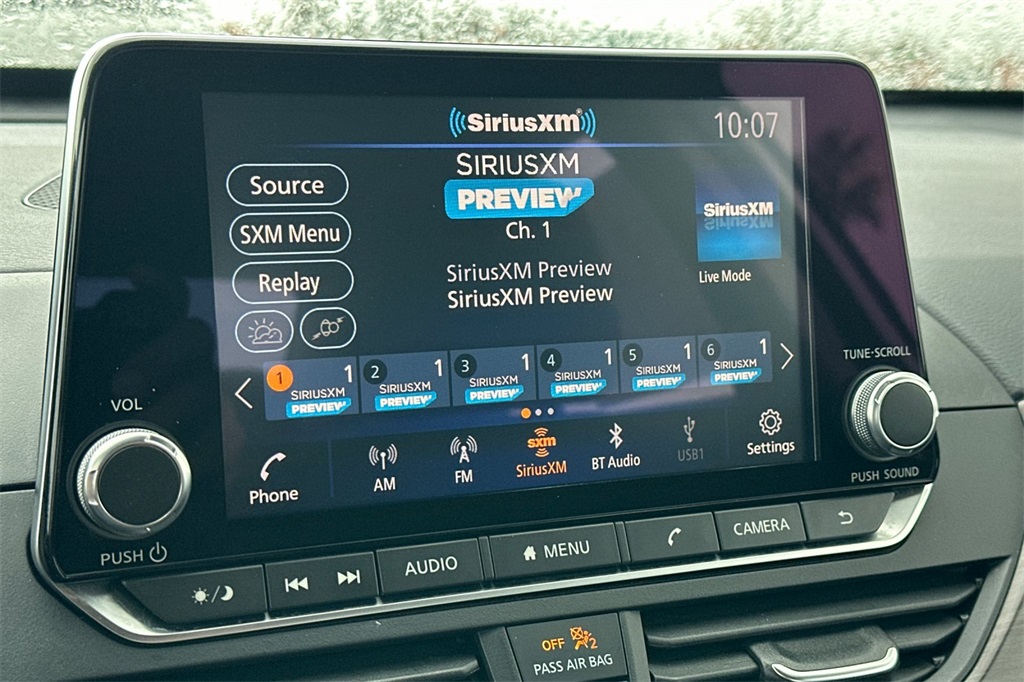 SiriusXM
10:07
SIRIUSXM
PREVIEW
Ch. 1
Source
SXM Menu
Replay
SiriusXM Preview
SiriusXM Preview
SiriusXM
Live Mode
1 1 SIRIUSXM PREVIEW
2 1 SIRIUSXM PREVIEW
3 1 SIRIUSXM PREVIEW
4 1 SIRIUSXM PREVIEW
5 1 SIRIUSXM PREVIEW
6 1 SIRIUSXM PREVIEW
Phone
AM
FM
sxm
SiriusXM
BT Audio
USB1
Settings
VOL
PUSH
TUNE·SCROLL
PUSH SOUND
AUDIO
MENU
CAMERA
OFF 2
PASS AIR BAG